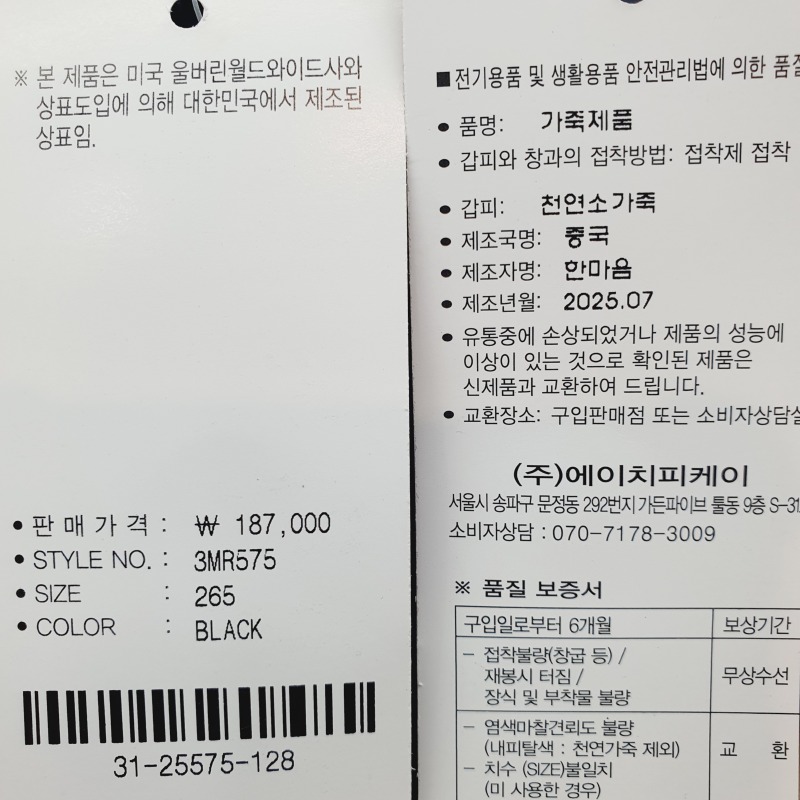 ※ 본 제품은 미국 울버린월드와이드사와
상표도입에 의해 대한민국에서 제조된
상표임.
• 판 매 가 격 : ₩ 187,000
• STYLE NO. : 3MR575
• SIZE : 265
• COLOR : BLACK
31-25575-128
■ 전기용품 및 생활용품 안전관리법에 의한 품질
• 품명: 가죽제품
• 갑피와 창과의 접착방법: 접착제 접착
• 갑피: 천연소가죽
• 제조국명: 중국
• 제조자명: 한마음
• 제조년월: 2025.07
• 유통중에 손상되었거나 제품의 성능에
이상이 있는 것으로 확인된 제품은
신제품과 교환하여 드립니다.
• 교환장소: 구입판매점 또는 소비자상담실
(주)에이치피케이
서울시 송파구 문정동 292번지 가든파이브 툴동 9층 S-31
소비자상담 : 070-7178-3009
※ 품질 보증서
구입일로부터 6개월 보상기간
- 접착불량(창굽 등) /
재봉시 터짐 /
장식 및 부착물 불량
무상수선
- 염색마찰견뢰도 불량
(내피탈색 : 천연가죽 제외)
- 치수 (SIZE)불일치
(미 사용한 경우)
교 환